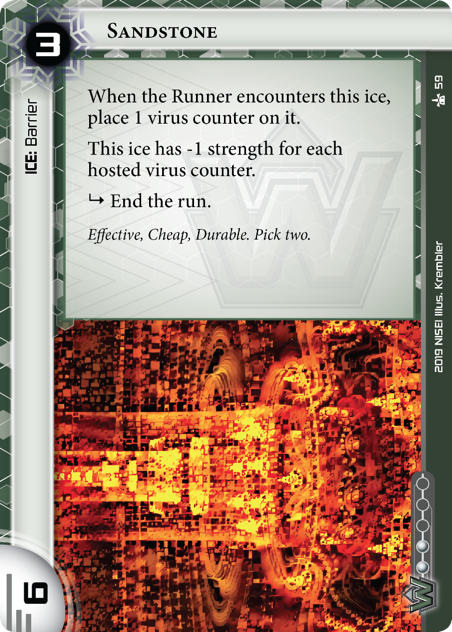 3
Sandstone
ICE: Barrier
When the Runner encounters this ice,
place 1 virus counter on it.
This ice has -1 strength for each
hosted virus counter.
↳ End the run.
Effective, Cheap, Durable. Pick two.
59
2019 NISEI Illus. Krembler
6